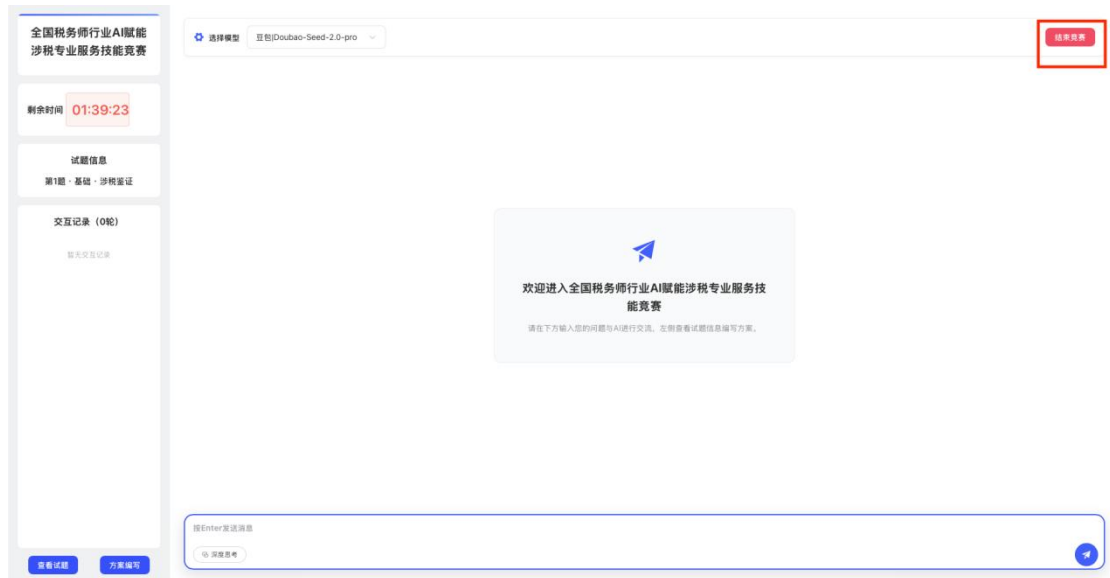 全国税务师行业AI赋能
涉税专业服务技能竞赛
剩余时间 01:39:23
试题信息
第1题 · 基础 · 涉税鉴证
交互记录（0轮）
暂无交互记录
查看试题 方案编写
选择模型 豆包|Doubao-Seed-2.0-pro
结束竞赛
欢迎进入全国税务师行业AI赋能涉税专业服务技
能竞赛
请在下方输入您的问题与AI进行交流，左侧查看试题信息编写方案。
按Enter发送消息
深度思考